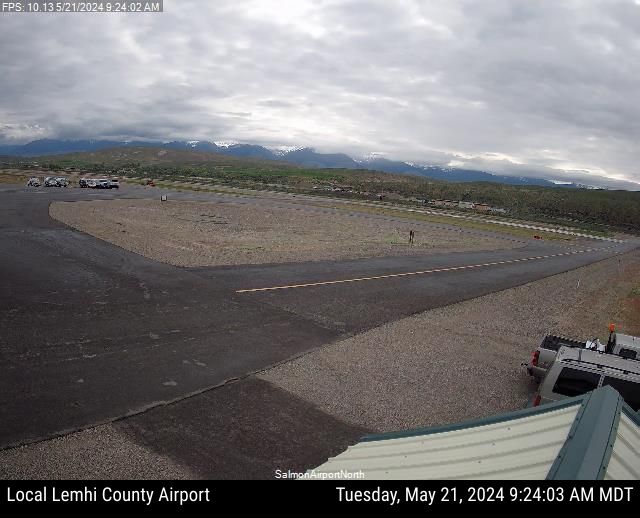 FPS: 10.13 5/21/2024 9:24:02 AM
SalmonAirportNorth
Local Lemhi County Airport
Tuesday, May 21, 2024 9:24:03 AM MDT